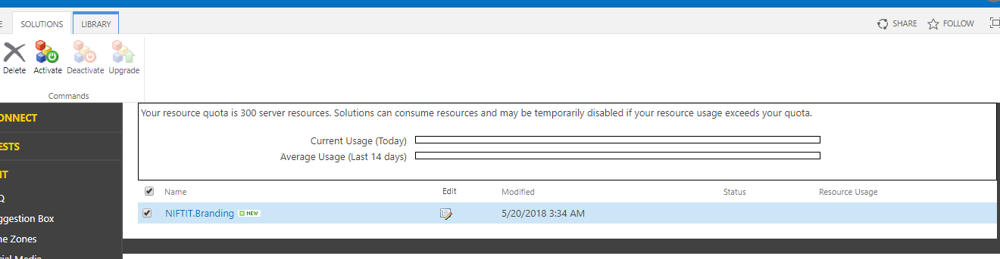 SOLUTIONS LIBRARY SHARE FOLLOW
Delete Activate Deactivate Upgrade
Commands
ONNECT
Your resource quota is 300 server resources. Solutions can consume resources and may be temporarily disabled if your resource usage exceeds your quota.
Current Usage (Today)
ESTS
Average Usage (Last 14 days)
Name Edit Modified Status Resource Usage
NIFTIT.Branding NEW 5/20/2018 3:34 AM
ggestion Box
ne Zones